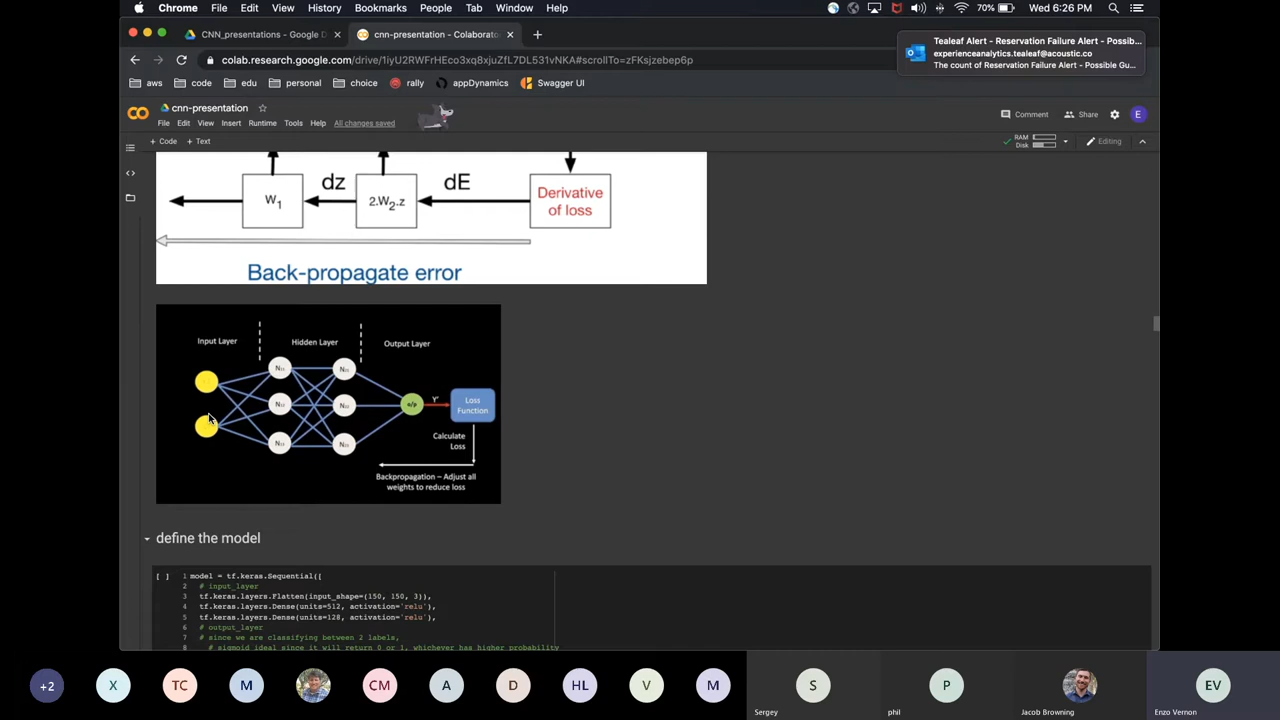 Chrome File Edit View History Bookmarks People Tab Window Help 70% Wed 6:26 PM
CNN_presentations - Google D
cnn-presentation - Colaborato
Tealeaf Alert - Reservation Failure Alert - Possib...
experienceanalytics.tealeaf@acoustic.co
The count of Reservation Failure Alert - Possible Gu...
colab.research.google.com/drive/1iyU2RWFrHEco3xq8xjuZfL7DL531vNKA#scrollTo=zFKsjzebep6p
aws code edu personal choice rally appDynamics Swagger UI
cnn-presentation
Comment Share E
File Edit View Insert Runtime Tools Help All changes saved
+ Code + Text
RAM
Disk
Editing
W1 dz 2.W2.z dE Derivative
of loss
Back-propagate error
Input Layer Hidden Layer Output Layer
o/p Y'
Loss
Function
Calculate
Loss
Backpropagation – Adjust all
weights to reduce loss
define the model
[ ] 1 model = tf.keras.Sequential([
2 # input_layer
3 tf.keras.layers.Flatten(input_shape=(150, 150, 3)),
4 tf.keras.layers.Dense(units=512, activation='relu'),
5 tf.keras.layers.Dense(units=128, activation='relu'),
6 # output_layer
7 # since we are classifying between 2 labels,
8 # sigmoid ideal since it will return 0 or 1, whichever has higher probability
+2 X TC M CM A D HL V M S P EV
Sergey phil Jacob Browning Enzo Vernon